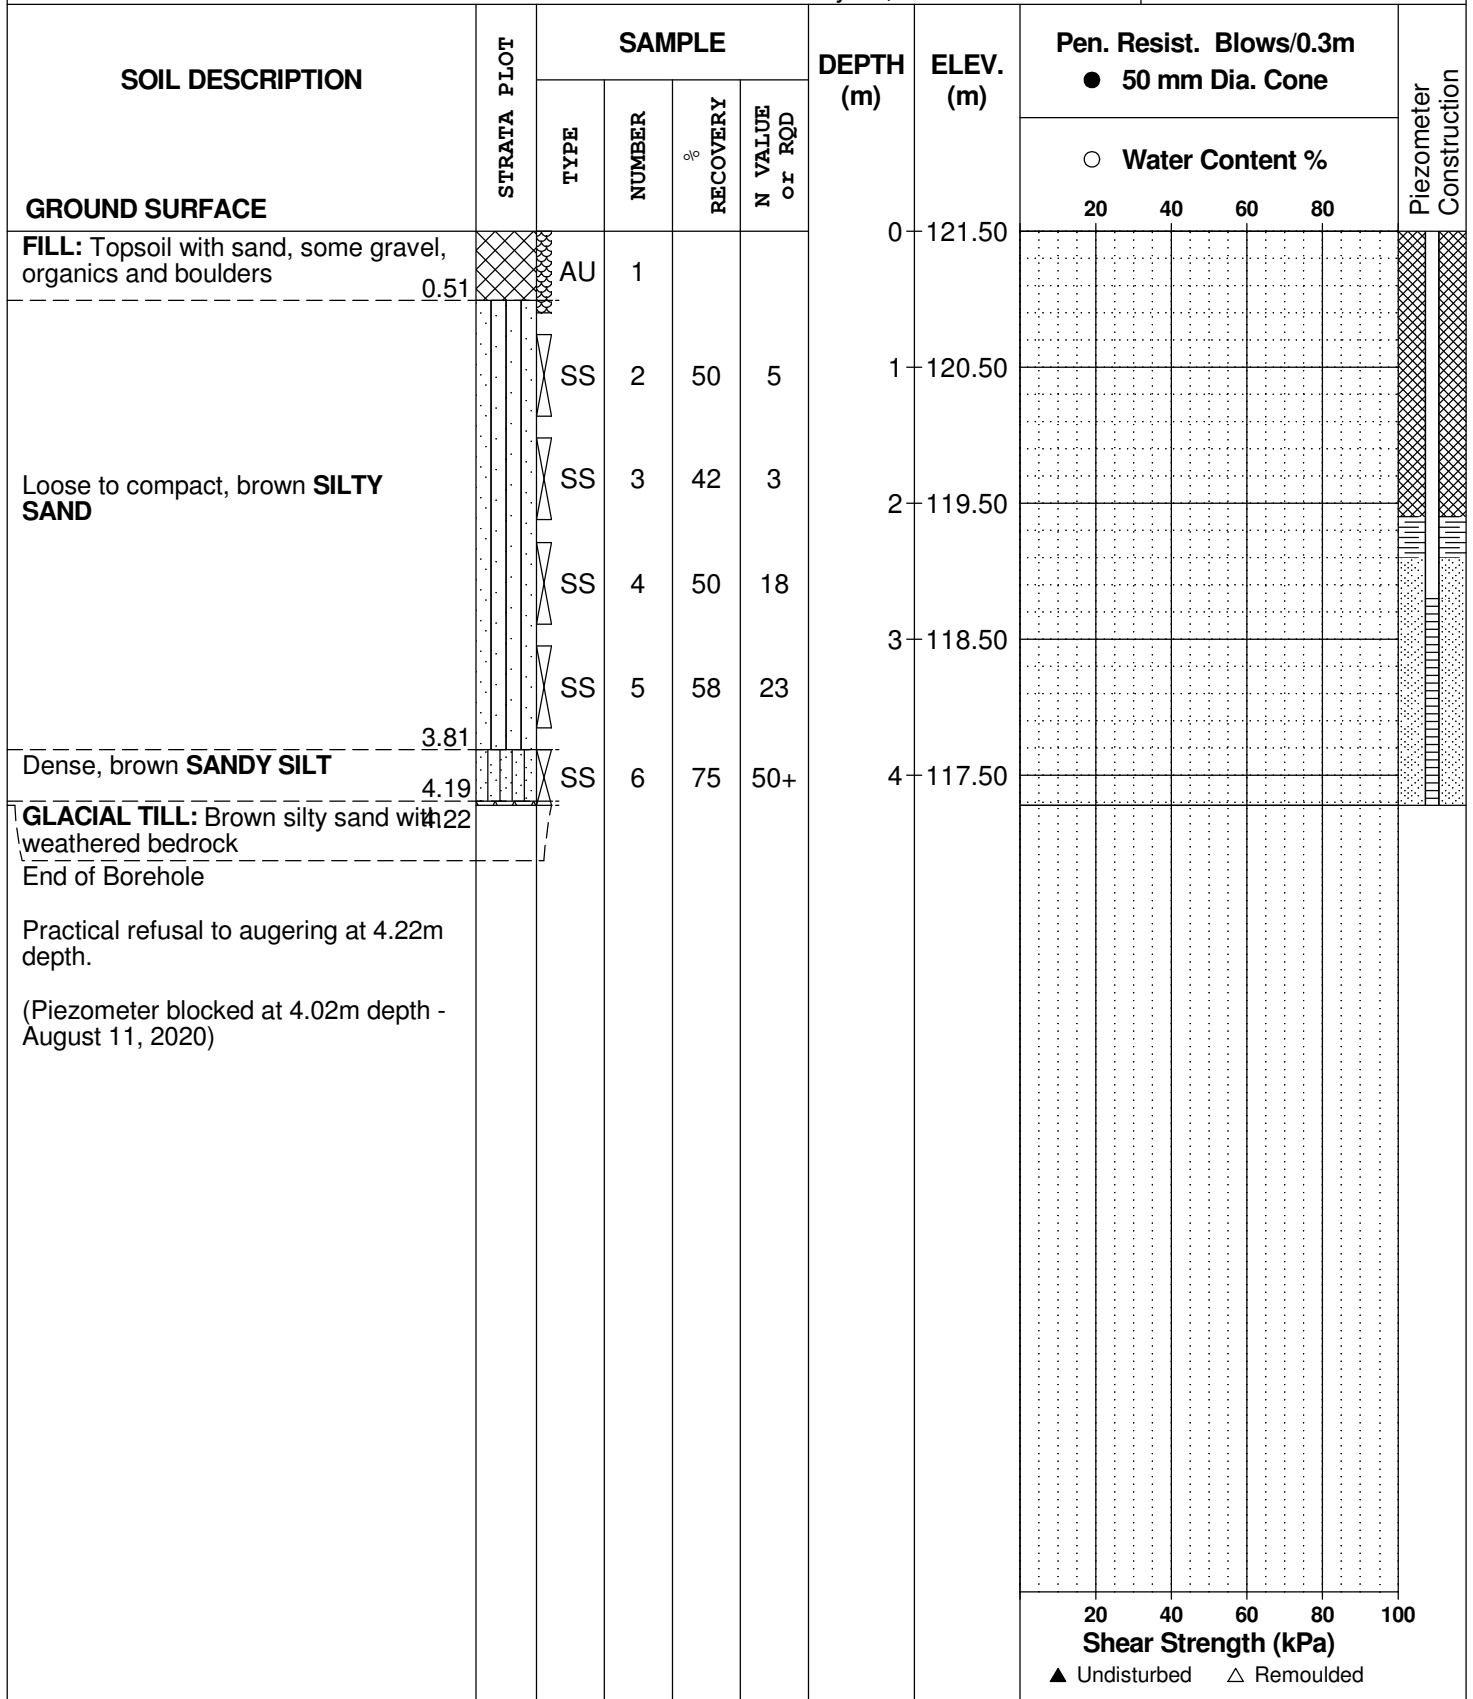 SOIL DESCRIPTION
GROUND SURFACE
STRATA PLOT
SAMPLE
TYPE
NUMBER
%
RECOVERY
N VALUE
or RQD
DEPTH
(m)
ELEV.
(m)
Pen. Resist. Blows/0.3m
● 50 mm Dia. Cone
○ Water Content %
20 40 60 80
Piezometer
Construction
FILL: Topsoil with sand, some gravel,
organics and boulders
0.51
AU 1
0 121.50
SS 2 50 5
1 120.50
Loose to compact, brown SILTY
SAND
SS 3 42 3
2 119.50
SS 4 50 18
3 118.50
SS 5 58 23
3.81
Dense, brown SANDY SILT
4.19
SS 6 75 50+
4 117.50
GLACIAL TILL: Brown silty sand with
4.22
weathered bedrock
End of Borehole
Practical refusal to augering at 4.22m
depth.
(Piezometer blocked at 4.02m depth -
August 11, 2020)
20 40 60 80 100
Shear Strength (kPa)
▲ Undisturbed △ Remoulded